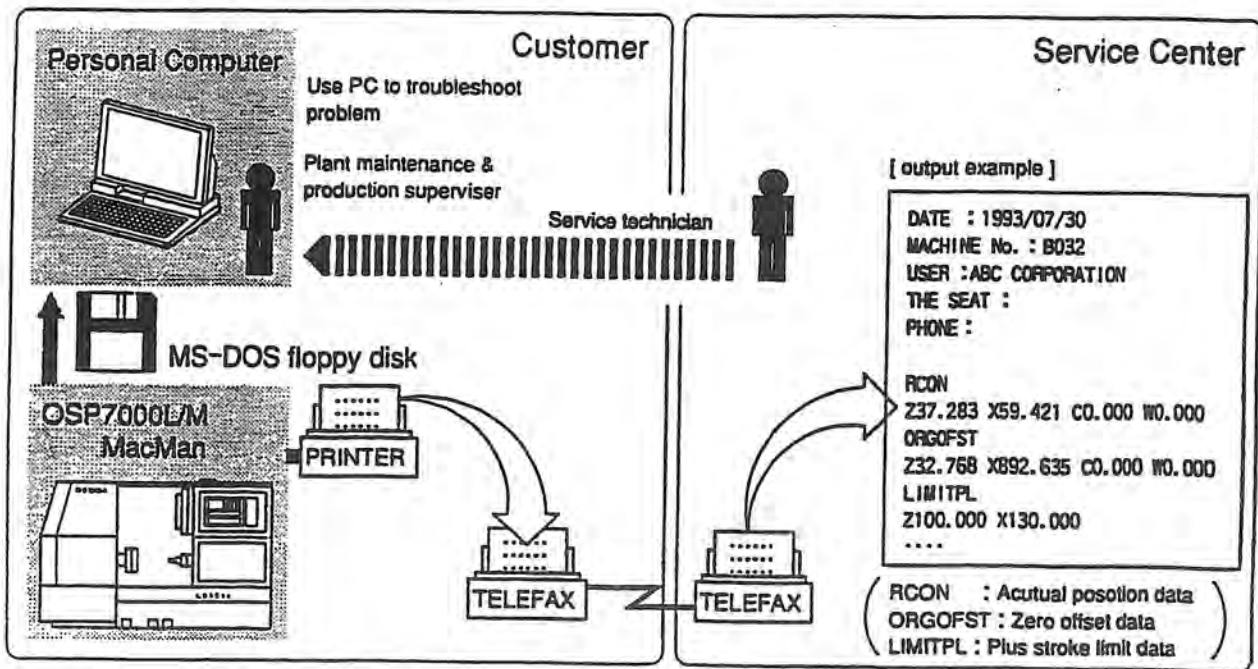 Customer
Personal Computer
Use PC to troubleshoot
problem
Plant maintenance &
production superviser
Service technician
MS-DOS floppy disk
OSP7000L/M
MacMan
PRINTER
TELEFAX
Service Center
[ output example ]
DATE : 1993/07/30
MACHINE No. : B032
USER :ABC CORPORATION
THE SEAT :
PHONE :
RCON
Z37.283 X59.421 C0.000 W0.000
ORGOFST
Z32.768 X892.635 C0.000 W0.000
LIMITPL
Z100.000 X130.000
....
TELEFAX
RCON : Acutual posotion data
ORGOFST : Zero offset data
LIMITPL : Plus stroke limit data